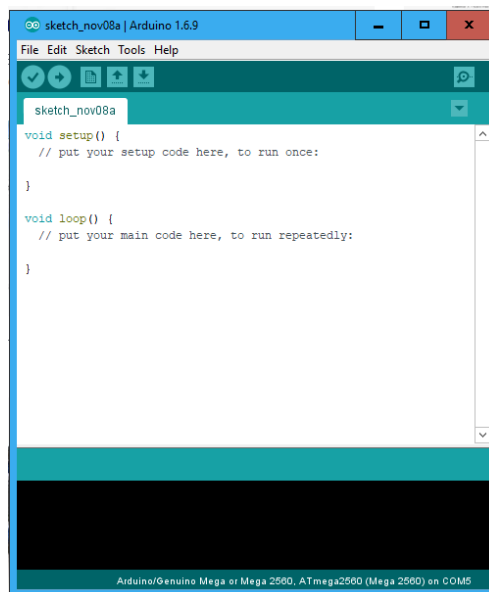 sketch_nov08a | Arduino 1.6.9
File Edit Sketch Tools Help
sketch_nov08a
void setup() {
  // put your setup code here, to run once:
}
void loop() {
  // put your main code here, to run repeatedly:
}
Arduino/Genuino Mega or Mega 2560, ATmega2560 (Mega 2560) on COM5